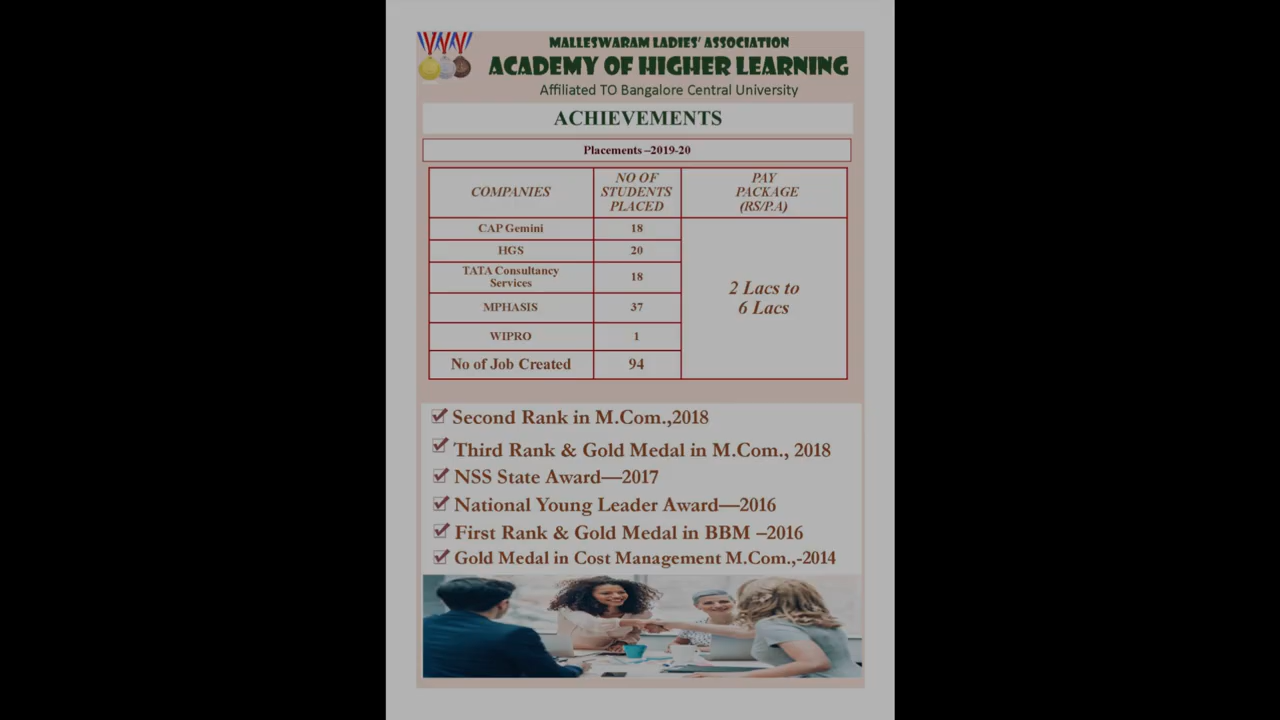 MALLESWARAM LADIES' ASSOCIATION
ACADEMY OF HIGHER LEARNING
Affiliated TO Bangalore Central University
ACHIEVEMENTS
Placements –2019-20
COMPANIES
NO OF
STUDENTS
PLACED
PAY
PACKAGE
(RS/P.A)
CAP Gemini 18
HGS 20
TATA Consultancy
Services
18
MPHASIS 37
WIPRO 1
No of Job Created 94
2 Lacs to
6 Lacs
Second Rank in M.Com.,2018
Third Rank & Gold Medal in M.Com., 2018
NSS State Award—2017
National Young Leader Award—2016
First Rank & Gold Medal in BBM –2016
Gold Medal in Cost Management M.Com.,-2014